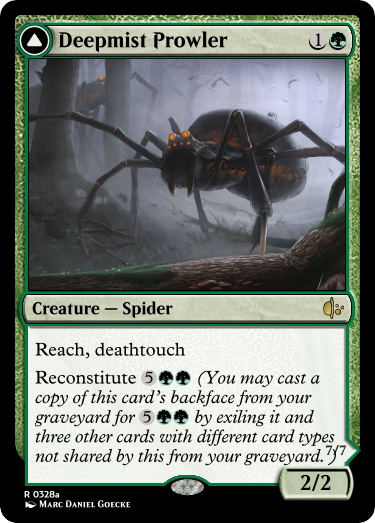 Deepmist Prowler 1
Creature — Spider
Reach, deathtouch
Reconstitute 5 (You may cast a
copy of this card's backface from your
graveyard for 5 by exiling it and
three other cards with different card types
not shared by this from your graveyard.)
7/7
2/2
R 0328a
Marc Daniel Goecke